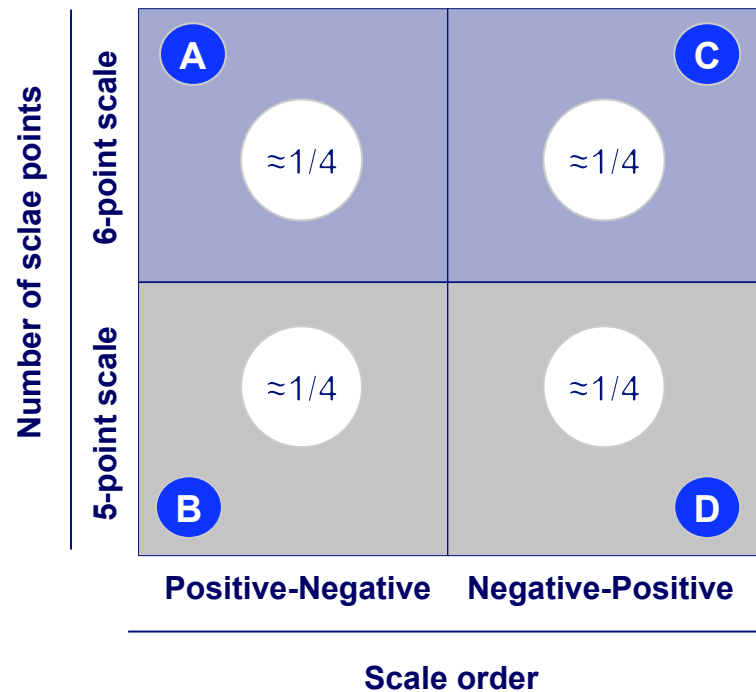 Number of sclae points
6-point scale
5-point scale
A
C
≈1/4
≈1/4
≈1/4
≈1/4
B
D
Positive-Negative
Negative-Positive
Scale order